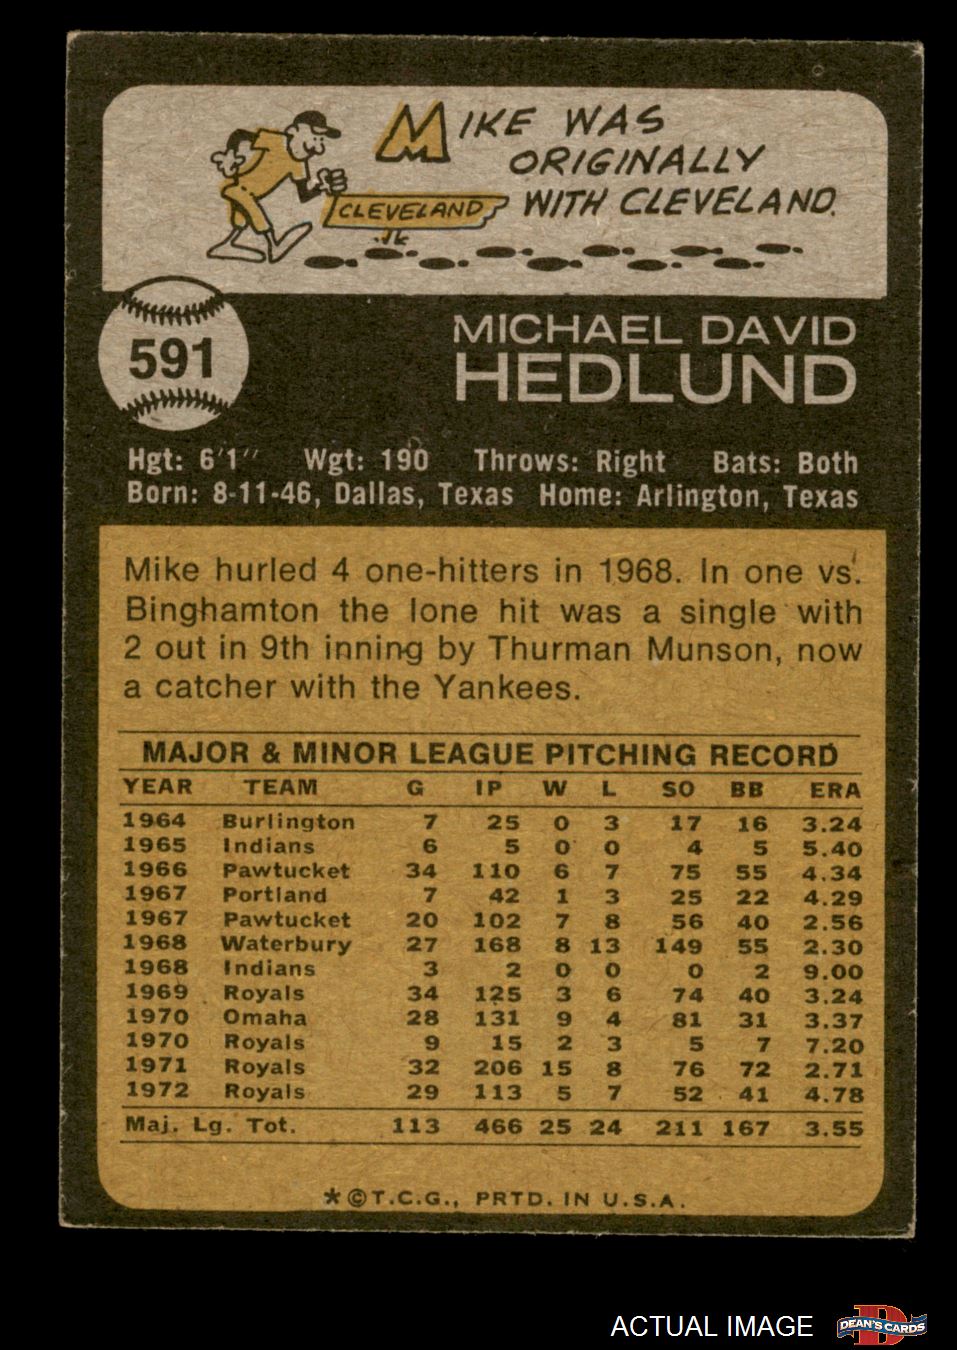 MIKE WAS
ORIGINALLY
WITH CLEVELAND.
CLEVELAND
591
MICHAEL DAVID
HEDLUND
Hgt: 6'1" Wgt: 190 Throws: Right Bats: Both
Born: 8-11-46, Dallas, Texas Home: Arlington, Texas
Mike hurled 4 one-hitters in 1968. In one vs.
Binghamton the lone hit was a single with
2 out in 9th inning by Thurman Munson, now
a catcher with the Yankees.
MAJOR & MINOR LEAGUE PITCHING RECORD
YEAR TEAM G IP W L SO BB ERA
1964 Burlington 7 25 0 3 17 16 3.24
1965 Indians 6 5 0 0 4 5 5.40
1966 Pawtucket 34 110 6 7 75 55 4.34
1967 Portland 7 42 1 3 25 22 4.29
1967 Pawtucket 20 102 7 8 56 40 2.56
1968 Waterbury 27 168 8 13 149 55 2.30
1968 Indians 3 2 0 0 0 2 9.00
1969 Royals 34 125 3 6 74 40 3.24
1970 Omaha 28 131 9 4 81 31 3.37
1970 Royals 9 15 2 3 5 7 7.20
1971 Royals 32 206 15 8 76 72 2.71
1972 Royals 29 113 5 7 52 41 4.78
Maj. Lg. Tot. 113 466 25 24 211 167 3.55
*©T.C.G., PRTD. IN U.S.A.
ACTUAL IMAGE
DEAN'S CARDS